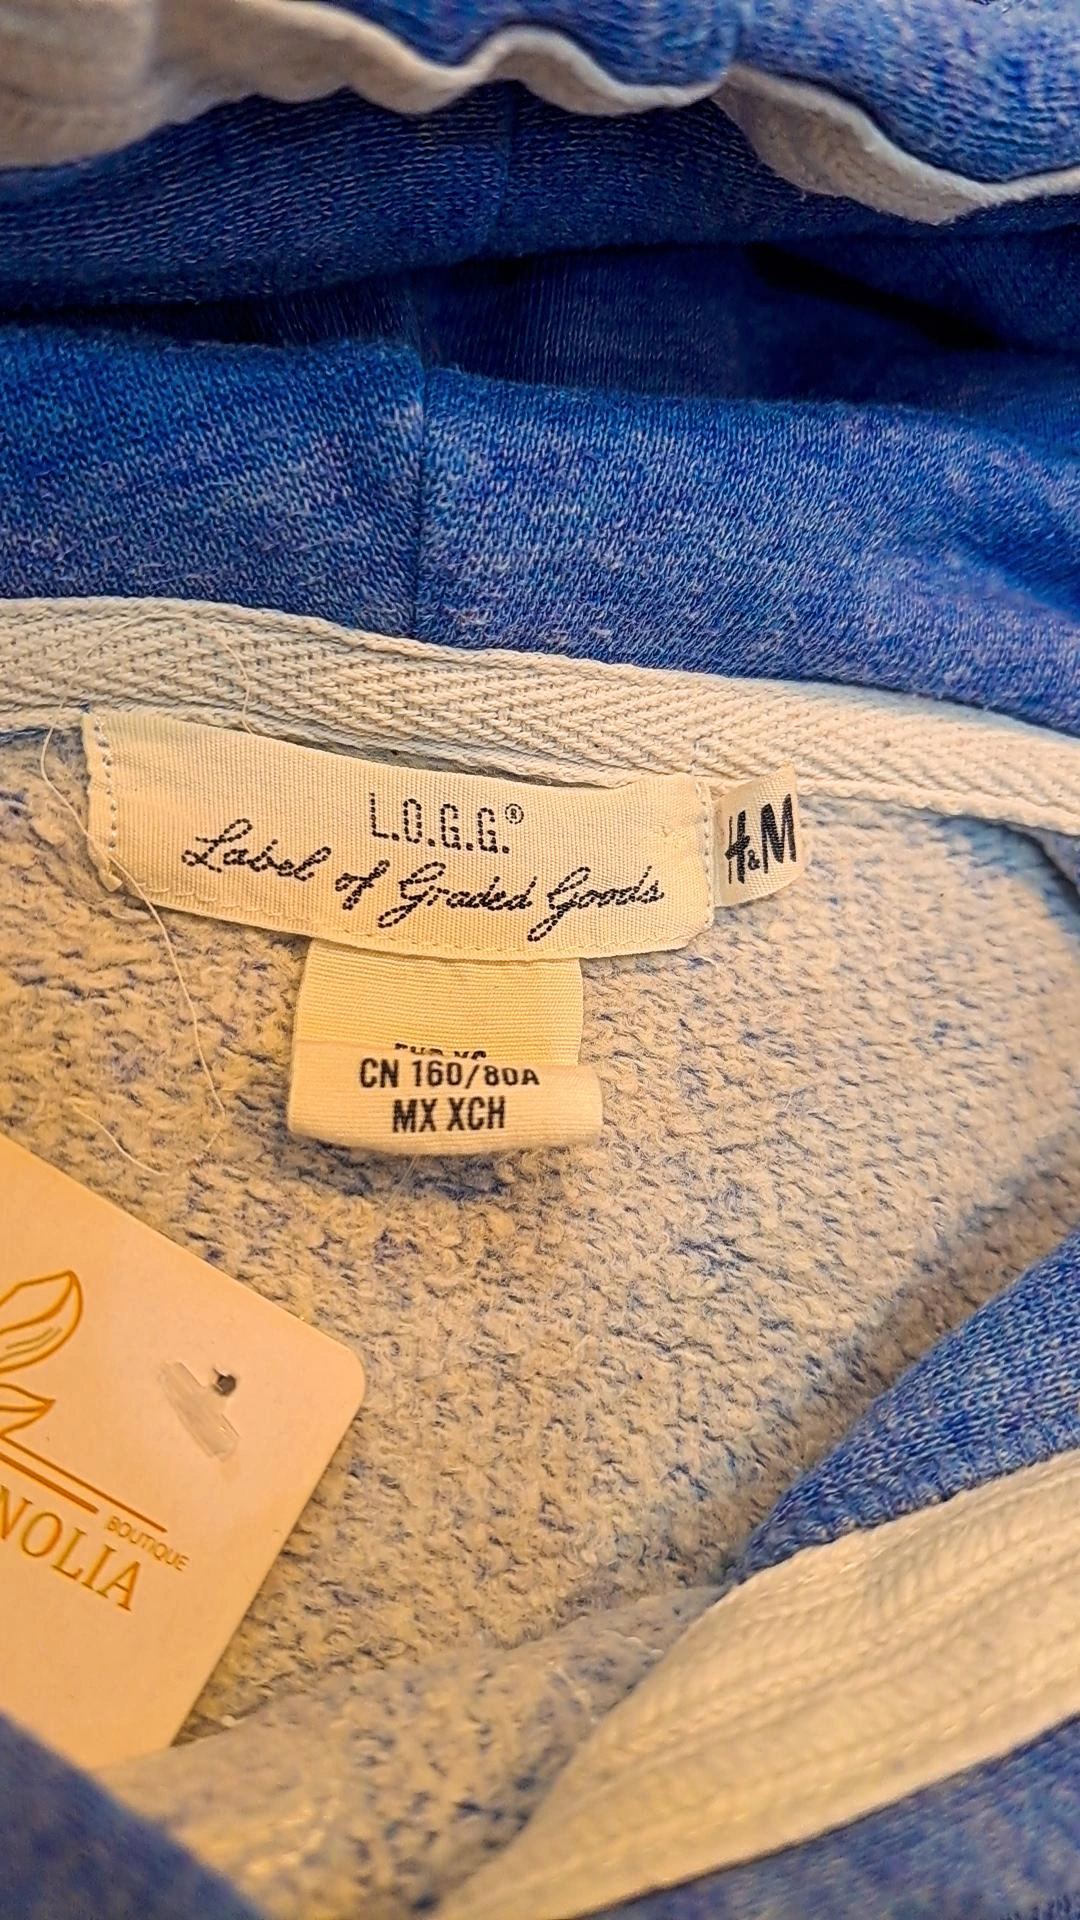 L.O.G.G.®
Label of Graded Goods
H&M
CN 160/80A
MX XCH
BOUTIQUE
NOLIA